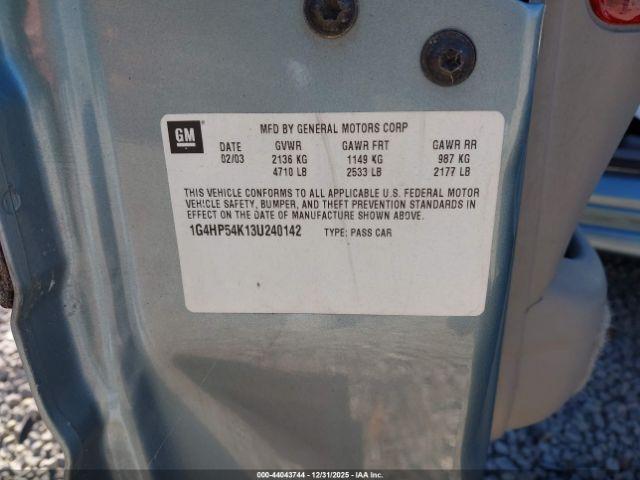 GM
MFD BY GENERAL MOTORS CORP
DATE GVWR GAWR FRT GAWR RR
02/03 2136 KG 1149 KG 987 KG
4710 LB 2533 LB 2177 LB
THIS VEHICLE CONFORMS TO ALL APPLICABLE U.S. FEDERAL MOTOR
VEHICLE SAFETY, BUMPER, AND THEFT PREVENTION STANDARDS IN
EFFECT ON THE DATE OF MANUFACTURE SHOWN ABOVE.
1G4HP54K13U240142 TYPE: PASS CAR
000-44043744 - 12/31/2025 - IAAI.com